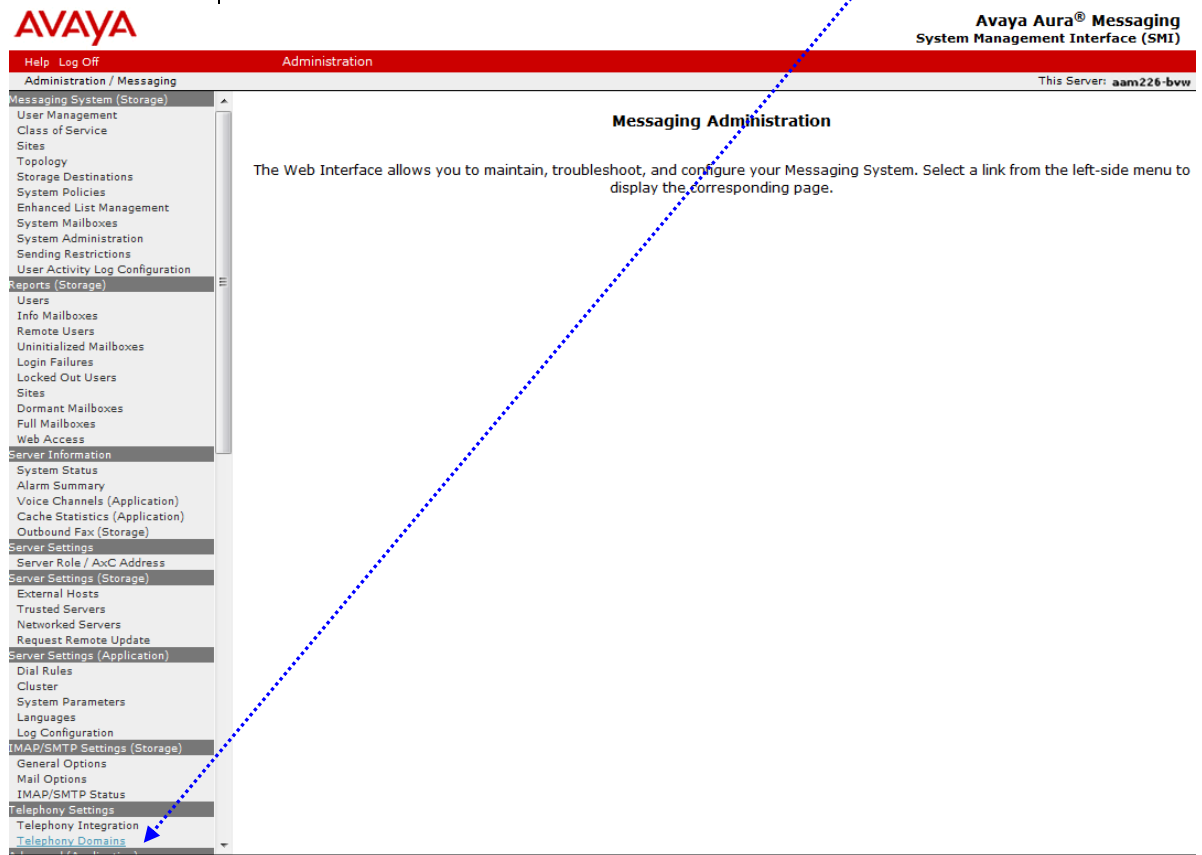 AVAYA
Avaya Aura® Messaging
System Management Interface (SMI)
Help Log Off
Administration
Administration / Messaging
This Server: aam226-bvw
Messaging System (Storage)
User Management
Class of Service
Sites
Topology
Storage Destinations
System Policies
Enhanced List Management
System Mailboxes
System Administration
Sending Restrictions
User Activity Log Configuration
Reports (Storage)
Users
Info Mailboxes
Remote Users
Uninitialized Mailboxes
Login Failures
Locked Out Users
Sites
Dormant Mailboxes
Full Mailboxes
Web Access
Server Information
System Status
Alarm Summary
Voice Channels (Application)
Cache Statistics (Application)
Outbound Fax (Storage)
Server Settings
Server Role / AxC Address
Server Settings (Storage)
External Hosts
Trusted Servers
Networked Servers
Request Remote Update
Server Settings (Application)
Dial Rules
Cluster
System Parameters
Languages
Log Configuration
IMAP/SMTP Settings (Storage)
General Options
Mail Options
IMAP/SMTP Status
Telephony Settings
Telephony Integration
Telephony Domains
Messaging Administration
The Web Interface allows you to maintain, troubleshoot, and configure your Messaging System. Select a link from the left-side menu to
display the corresponding page.